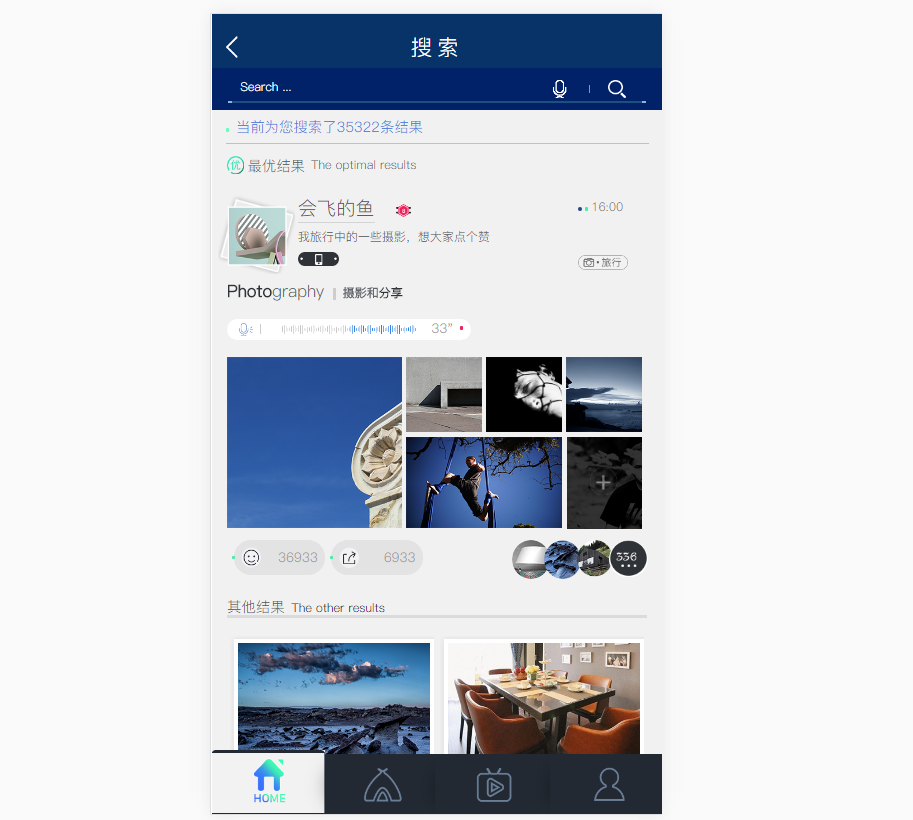 搜索
Search ...
当前为您搜索了35322条结果
优 最优结果 The optimal results
会飞的鱼
16:00
我旅行中的一些摄影，想大家点个赞
旅行
Photography | 摄影和分享
33”
36933
6933
336
其他结果 The other results
HOME